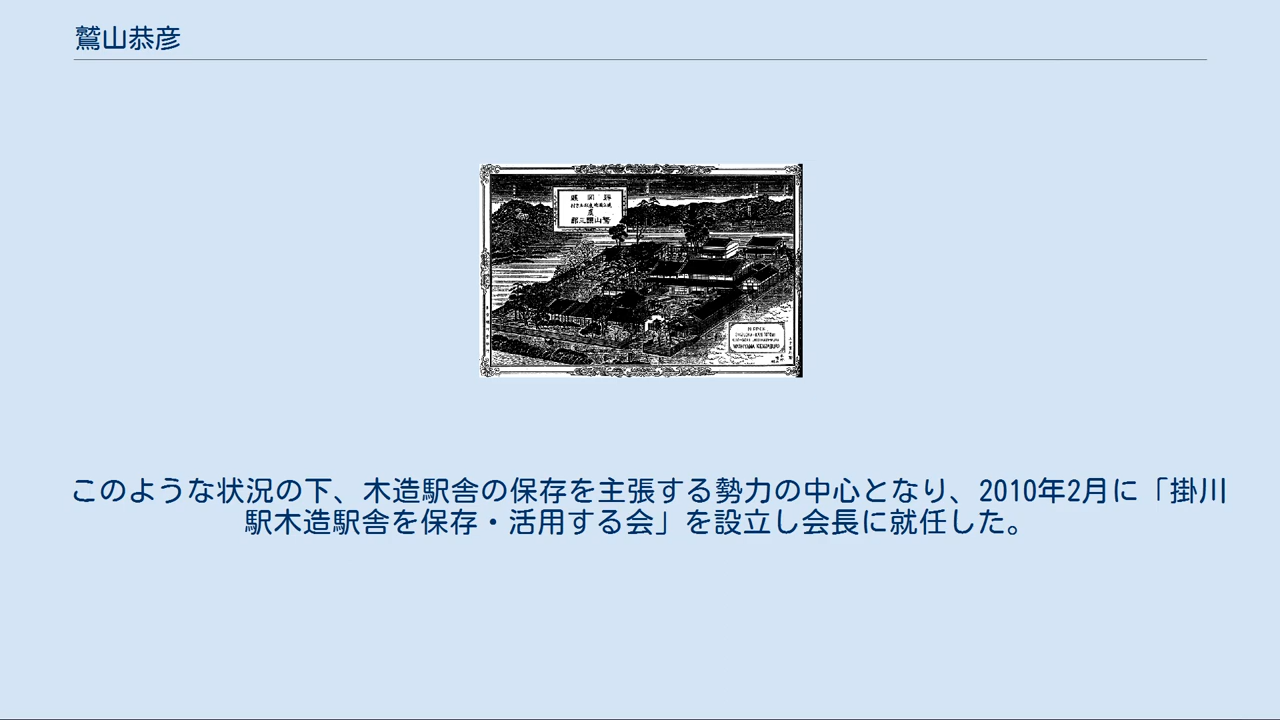 鷲山恭彦
このような状況の下、木造駅舎の保存を主張する勢力の中心となり、2010年2月に「掛川
駅木造駅舎を保存・活用する会」を設立し会長に就任した。